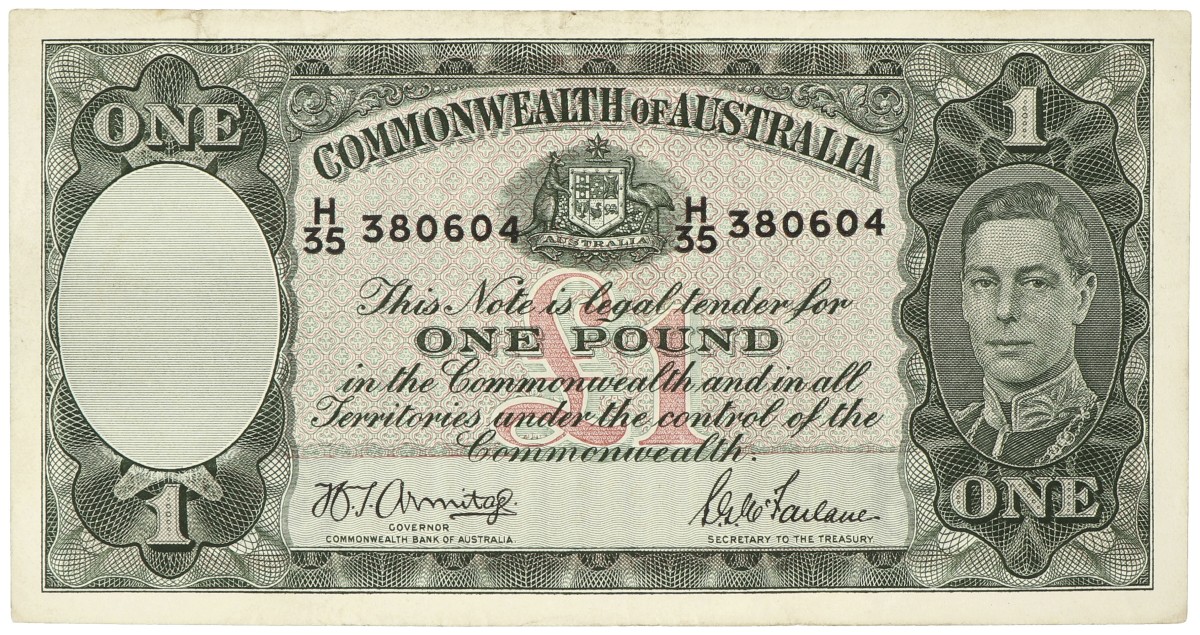 ONE
1
COMMONWEALTH OF AUSTRALIA
H
35 380604
H
35 380604
AUSTRALIA
This Note is legal tender for
£1
ONE POUND
in the Commonwealth and in all
Territories under the control of the
Commonwealth.
H.T. Armitage.
GOVERNOR
COMMONWEALTH BANK OF AUSTRALIA.
S.G. McFarlane
SECRETARY TO THE TREASURY.
1
ONE